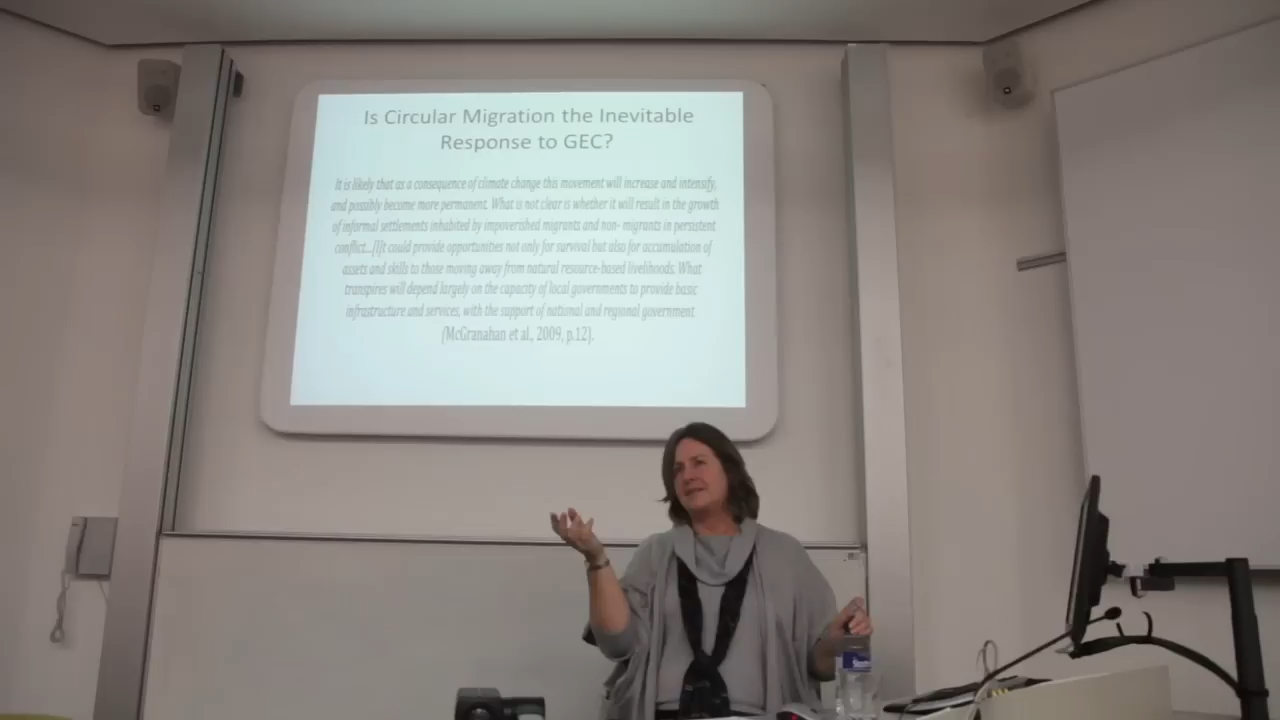 Is Circular Migration the Inevitable
Response to GEC?
It is likely that as a consequence of climate change this movement will increase and intensify,
and possibly become more permanent. What is not clear is whether it will result in the growth
of informal settlements inhabited by impoverished migrants and non- migrants in persistent
conflict...[I]t could provide opportunities not only for survival but also for accumulation of
assets and skills to those moving away from natural resource-based livelihoods. What
transpires will depend largely on the capacity of local governments to provide basic
infrastructure and services, with the support of national and regional government
(McGranahan et al., 2009, p.12).